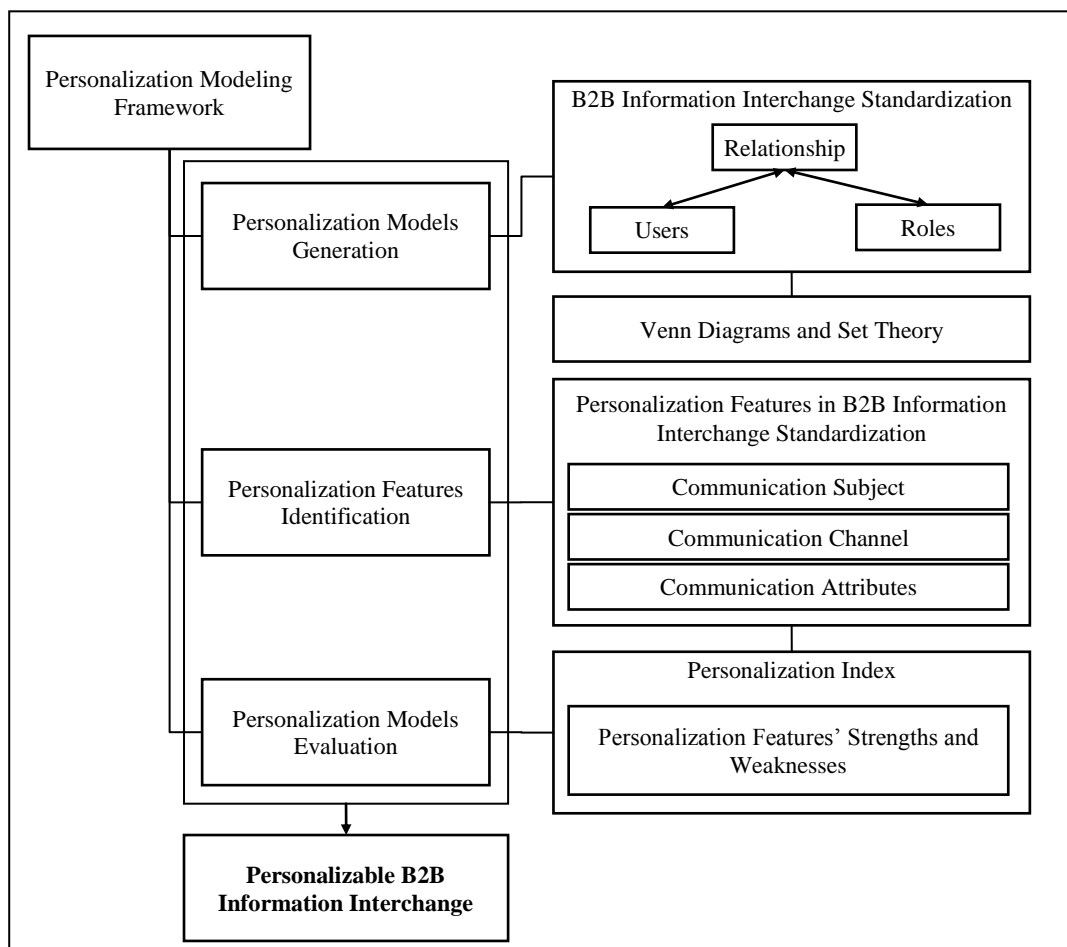 Personalization Modeling
Framework
B2B Information Interchange Standardization
Relationship
Users
Roles
Personalization Models
Generation
Venn Diagrams and Set Theory
Personalization Features in B2B Information
Interchange Standardization
Communication Subject
Communication Channel
Communication Attributes
Personalization Features
Identification
Personalization Index
Personalization Features’ Strengths and
Weaknesses
Personalization Models
Evaluation
Personalizable B2B
Information Interchange